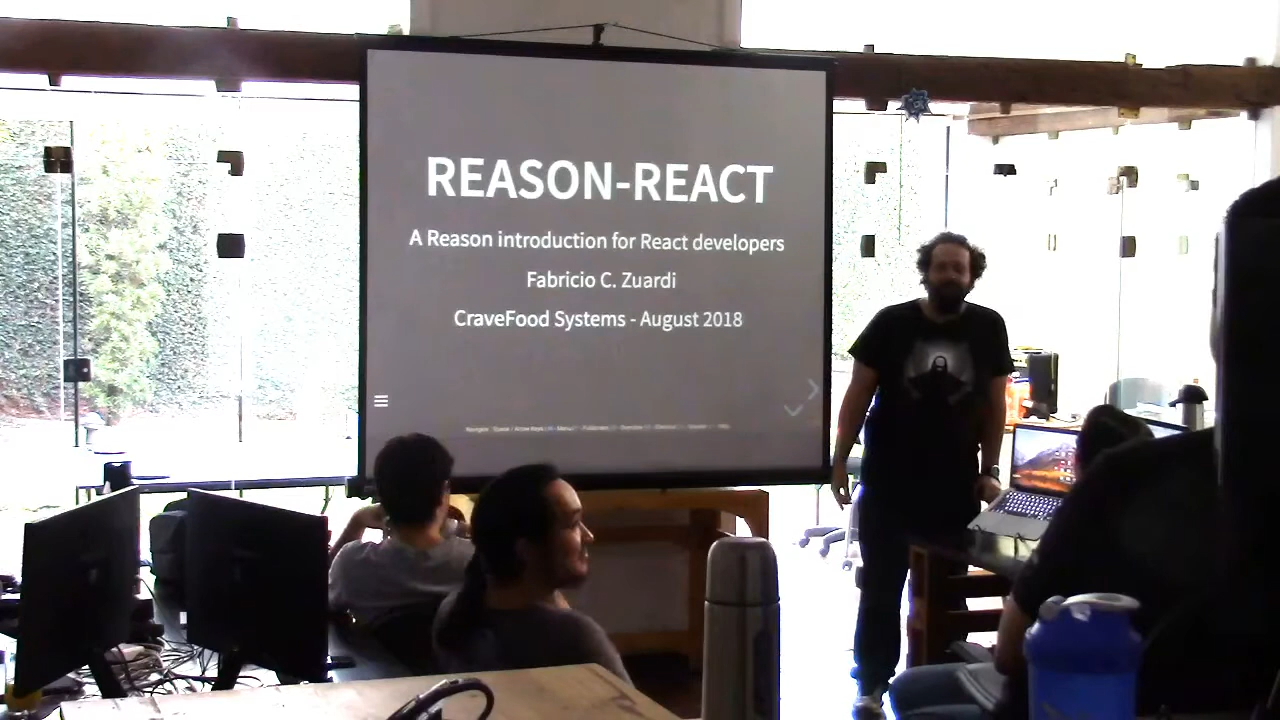 REASON-REACT
A Reason introduction for React developers
Fabricio C. Zuardi
CraveFood Systems - August 2018